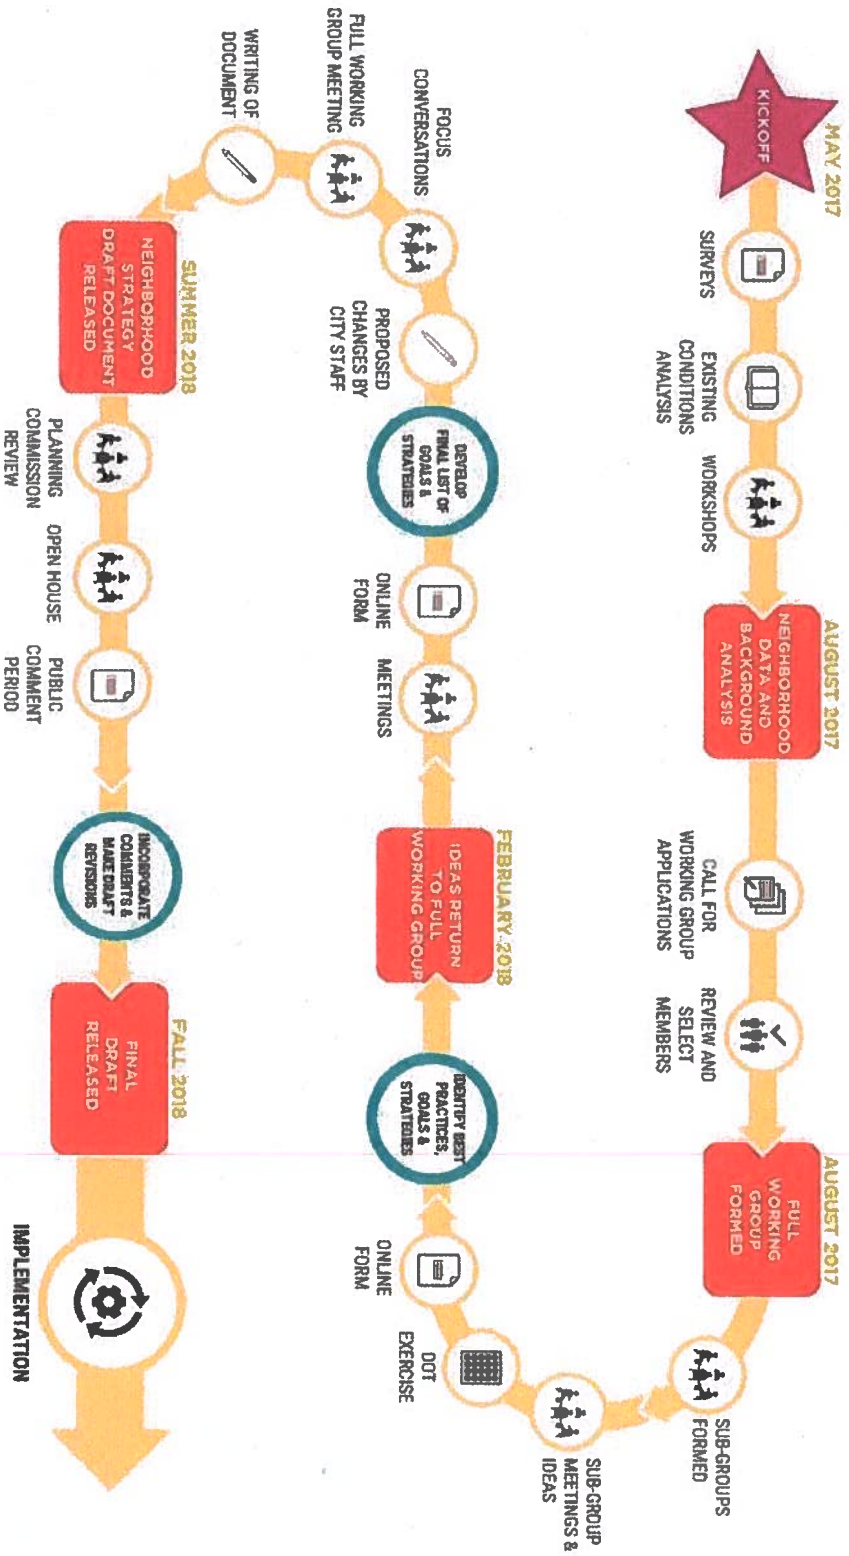 MAY 2017
KICKOFF
SURVEYS
EXISTING
CONDITIONS
ANALYSIS
WORKSHOPS
AUGUST 2017
NEIGHBORHOOD
DATA AND
BACKGROUND
ANALYSIS
CALL FOR
WORKING GROUP
APPLICATIONS
REVIEW AND
SELECT
MEMBERS
AUGUST 2017
FULL
WORKING
GROUP
FORMED
SUB-GROUPS
FORMED
SUB-GROUP
MEETINGS &
IDEAS
DOT
EXERCISE
ONLINE
FORM
IDENTIFY BEST
PRACTICES,
GOALS &
STRATEGIES
FEBRUARY 2018
IDEAS RETURN
TO FULL
WORKING GROUP
MEETINGS
ONLINE
FORM
DEVELOP
FINAL LIST OF
GOALS &
STRATEGIES
PROPOSED
CHANGES BY
CITY STAFF
FOCUS
CONVERSATIONS
FULL WORKING
GROUP MEETING
WRITING OF
DOCUMENT
SUMMER 2018
NEIGHBORHOOD
STRATEGY
DRAFT DOCUMENT
RELEASED
PLANNING
COMMISSION
REVIEW
OPEN HOUSE
PUBLIC
COMMENT
PERIOD
INCORPORATE
COMMENTS &
MAKE DRAFT
REVISIONS
FALL 2018
FINAL
DRAFT
RELEASED
IMPLEMENTATION